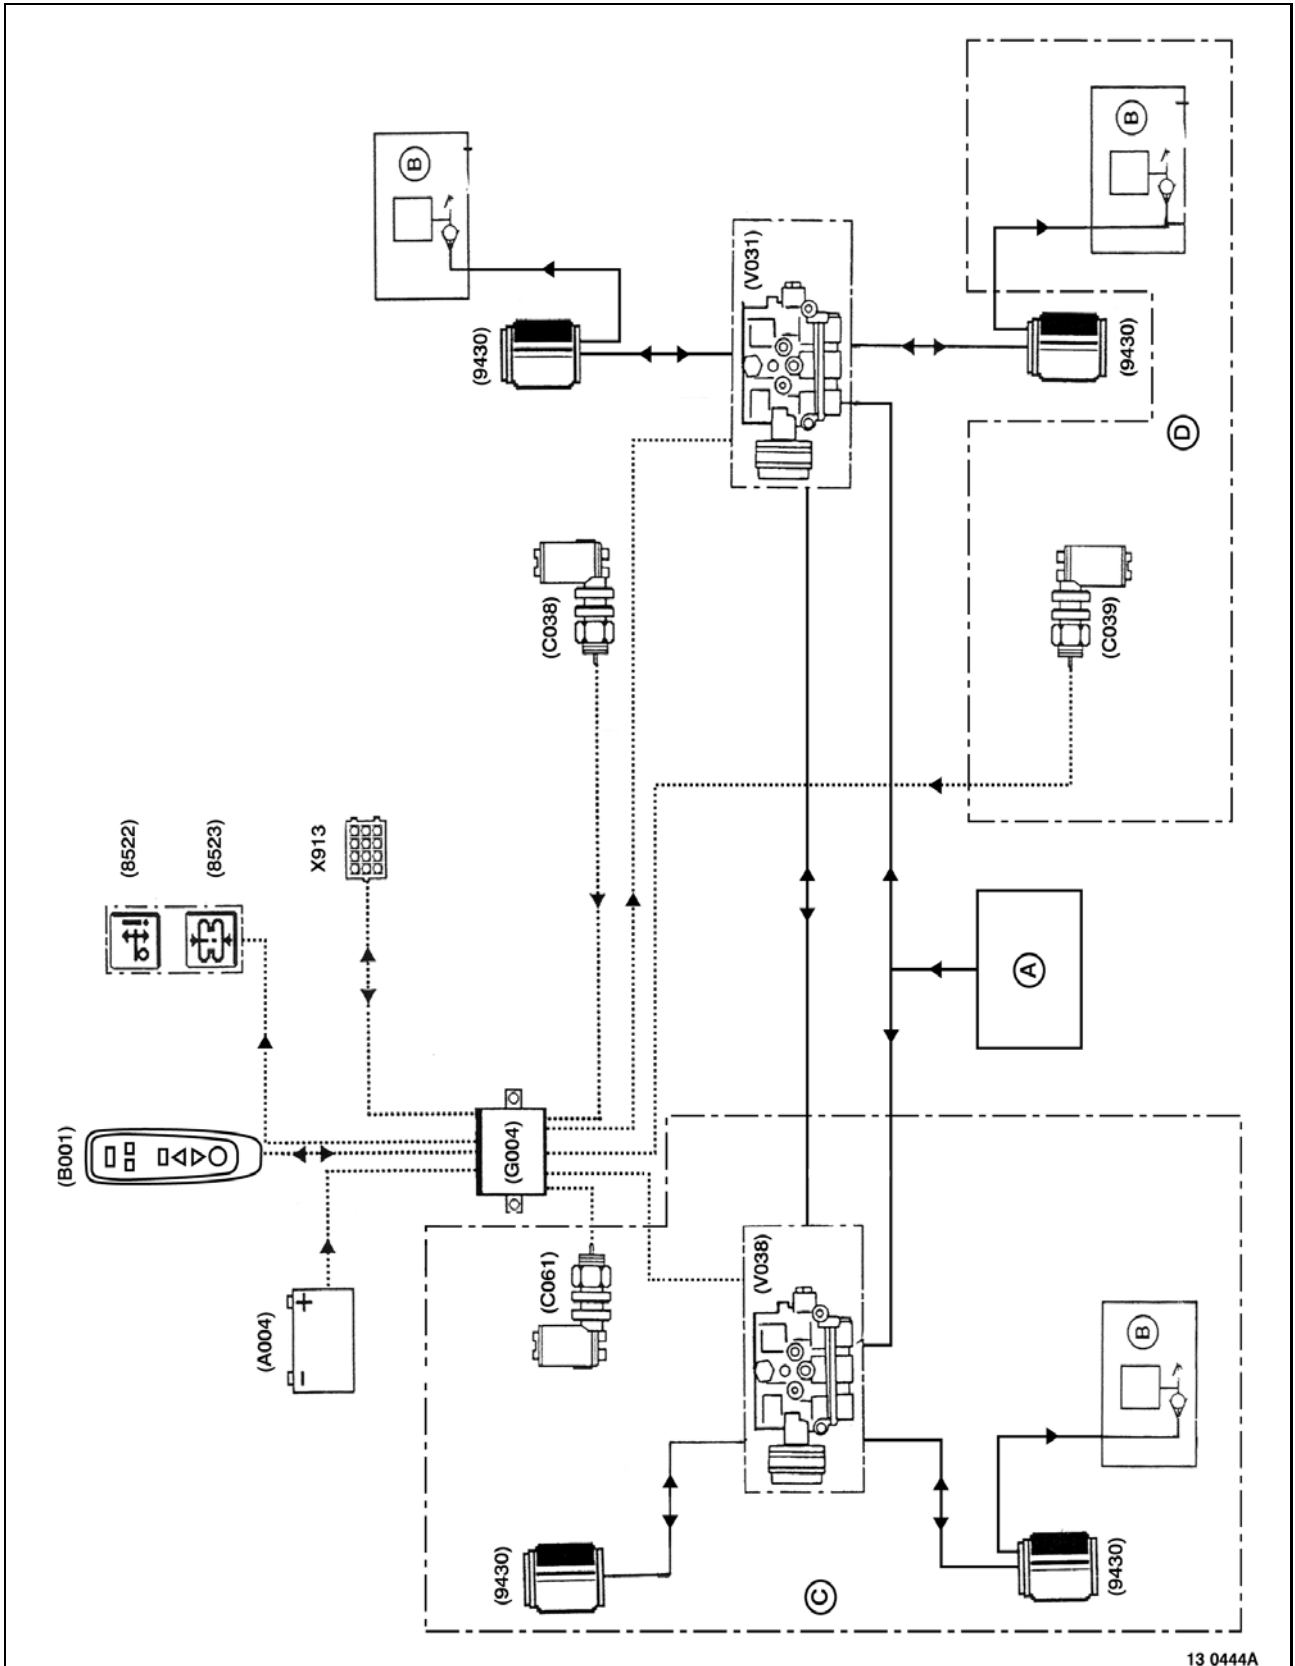 (B001)
(8522)
(8523)
X913
(A004)
+
−
(G004)
(C061)
(C038)
(C039)
(V031)
(V038)
(9430)
(9430)
(9430)
(9430)
B
B
B
A
C
D
13 0444A